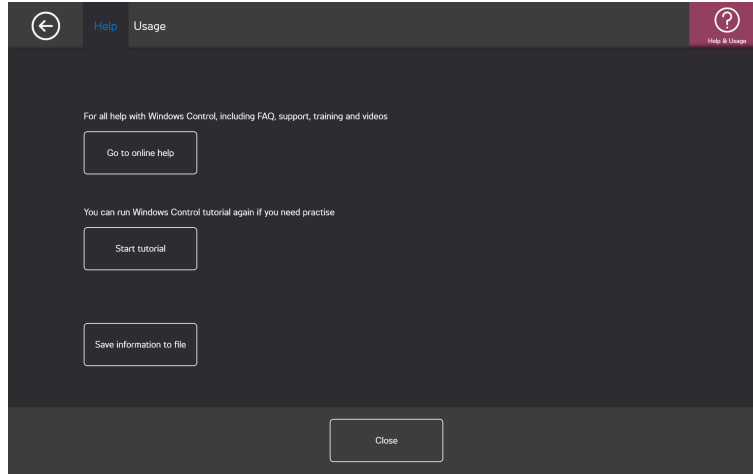 Help
Usage
Help & Usage
For all help with Windows Control, including FAQ, support, training and videos
Go to online help
You can run Windows Control tutorial again if you need practise
Start tutorial
Save information to file
Close